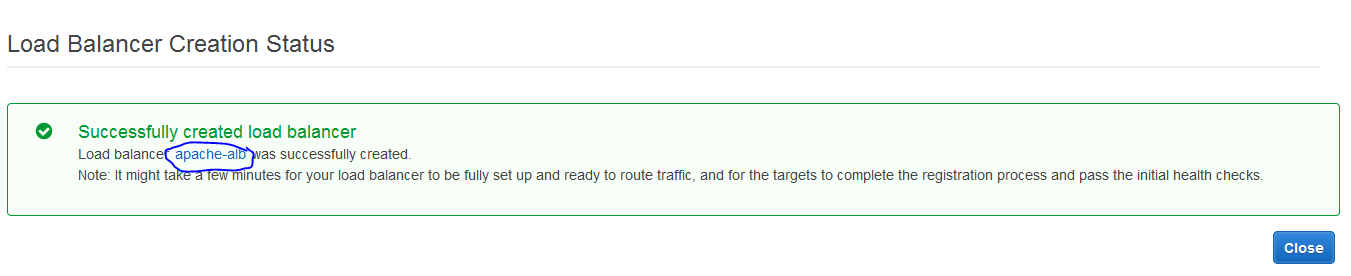 Load Balancer Creation Status
Successfully created load balancer
Load balancer apache-alb was successfully created.
Note: It might take a few minutes for your load balancer to be fully set up and ready to route traffic, and for the targets to complete the registration process and pass the initial health checks.
Close